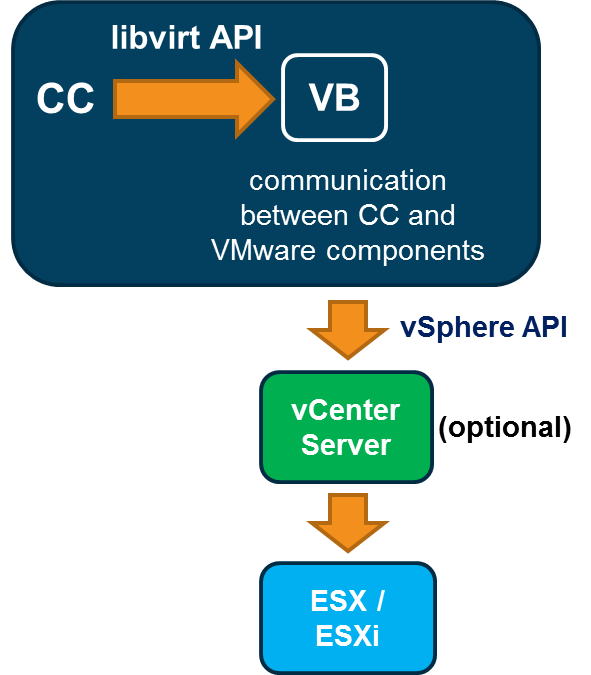 libvirt API
CC
VB
communication
between CC and
VMware components
vSphere API
vCenter
Server
(optional)
ESX /
ESXi